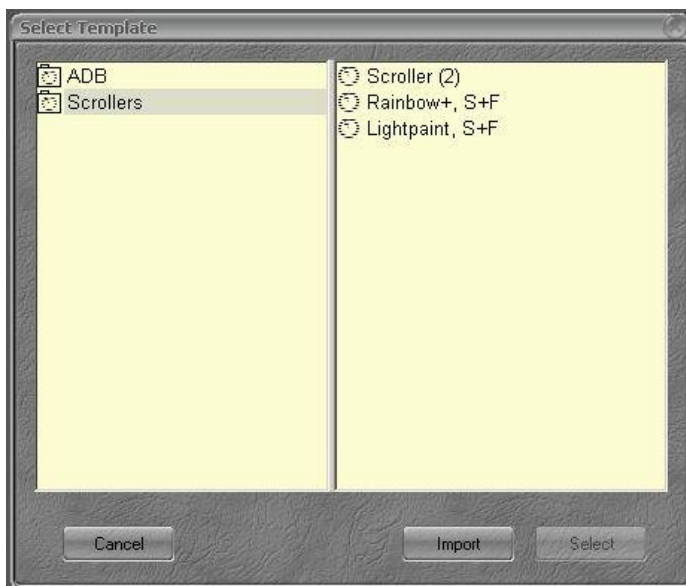 Select Template
ADB
Scrollers
Scroller (2)
Rainbow+, S+F
Lightpaint, S+F
Cancel
Import
Select